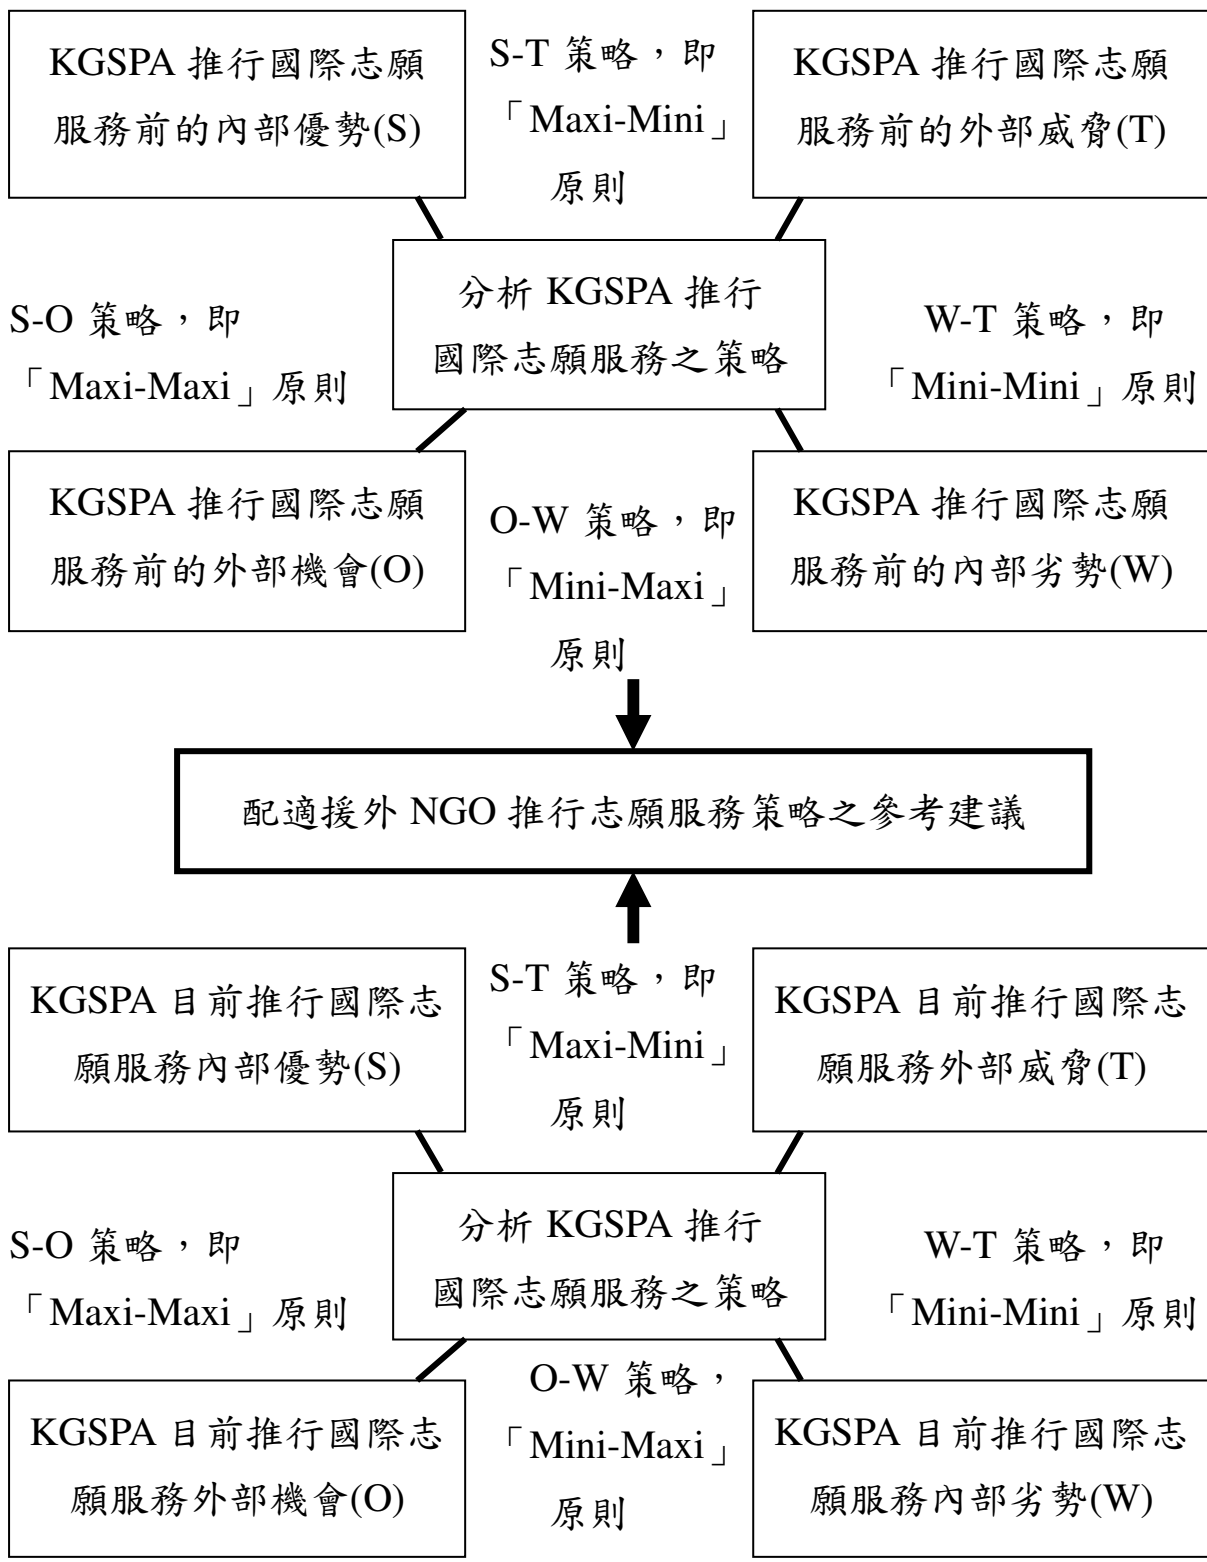 KGSPA 推行國際志願
服務前的內部優勢(S)
S-T 策略，即
「Maxi-Mini」
原則
KGSPA 推行國際志願
服務前的外部威脅(T)
S-O 策略，即
「Maxi-Maxi」原則
分析 KGSPA 推行
國際志願服務之策略
W-T 策略，即
「Mini-Mini」原則
KGSPA 推行國際志願
服務前的外部機會(O)
O-W 策略，即
「Mini-Maxi」
原則
KGSPA 推行國際志願
服務前的內部劣勢(W)
配適援外 NGO 推行志願服務策略之參考建議
KGSPA 目前推行國際志
願服務內部優勢(S)
S-T 策略，即
「Maxi-Mini」
原則
KGSPA 目前推行國際志
願服務外部威脅(T)
S-O 策略，即
「Maxi-Maxi」原則
分析 KGSPA 推行
國際志願服務之策略
W-T 策略，即
「Mini-Mini」原則
KGSPA 目前推行國際志
願服務外部機會(O)
O-W 策略，
「Mini-Maxi」
原則
KGSPA 目前推行國際志
願服務內部劣勢(W)